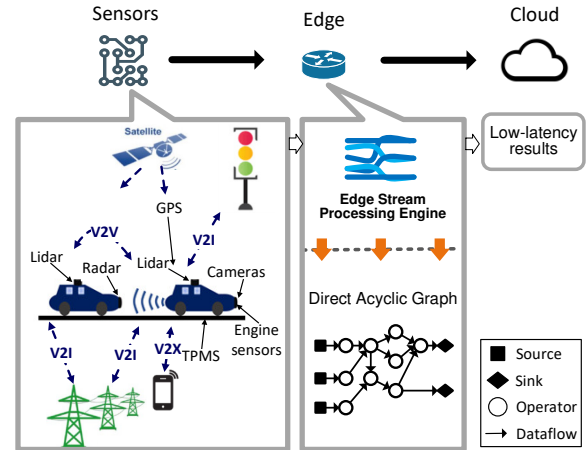 Sensors
Edge
Cloud
Satellite
GPS
V2V
V2I
Lidar
Radar
Lidar
Cameras
Engine
sensors
TPMS
V2I
V2I
V2X
Edge Stream
Processing Engine
Direct Acyclic Graph
Low-latency
results
Source
Sink
Operator
Dataflow